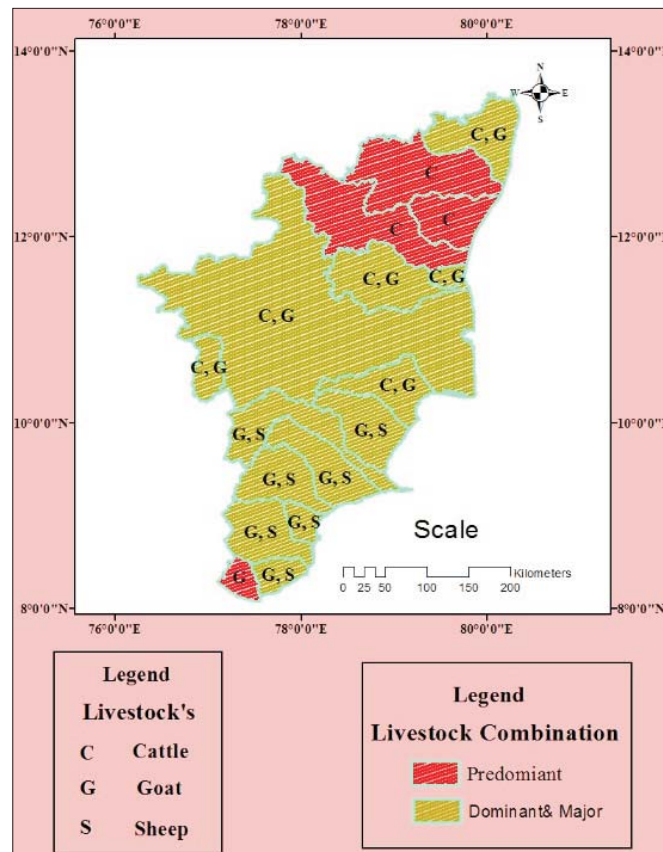 76°0'0"E 78°0'0"E 80°0'0"E
14°0'0"N 14°0'0"N
N
W E
S
C, G
C
C
C
12°0'0"N 12°0'0"N
C, G
C, G
C, G
C, G
C, G
10°0'0"N 10°0'0"N
G, S
G, S
G, S
G, S
G, S
G, S
Scale
G
G, S
Kilometers
0 25 50 100 150 200
8°0'0"N 8°0'0"N
76°0'0"E 78°0'0"E 80°0'0"E
Legend
Livestock's
C Cattle
G Goat
S Sheep
Legend
Livestock Combination
Predomiant
Dominant& Major